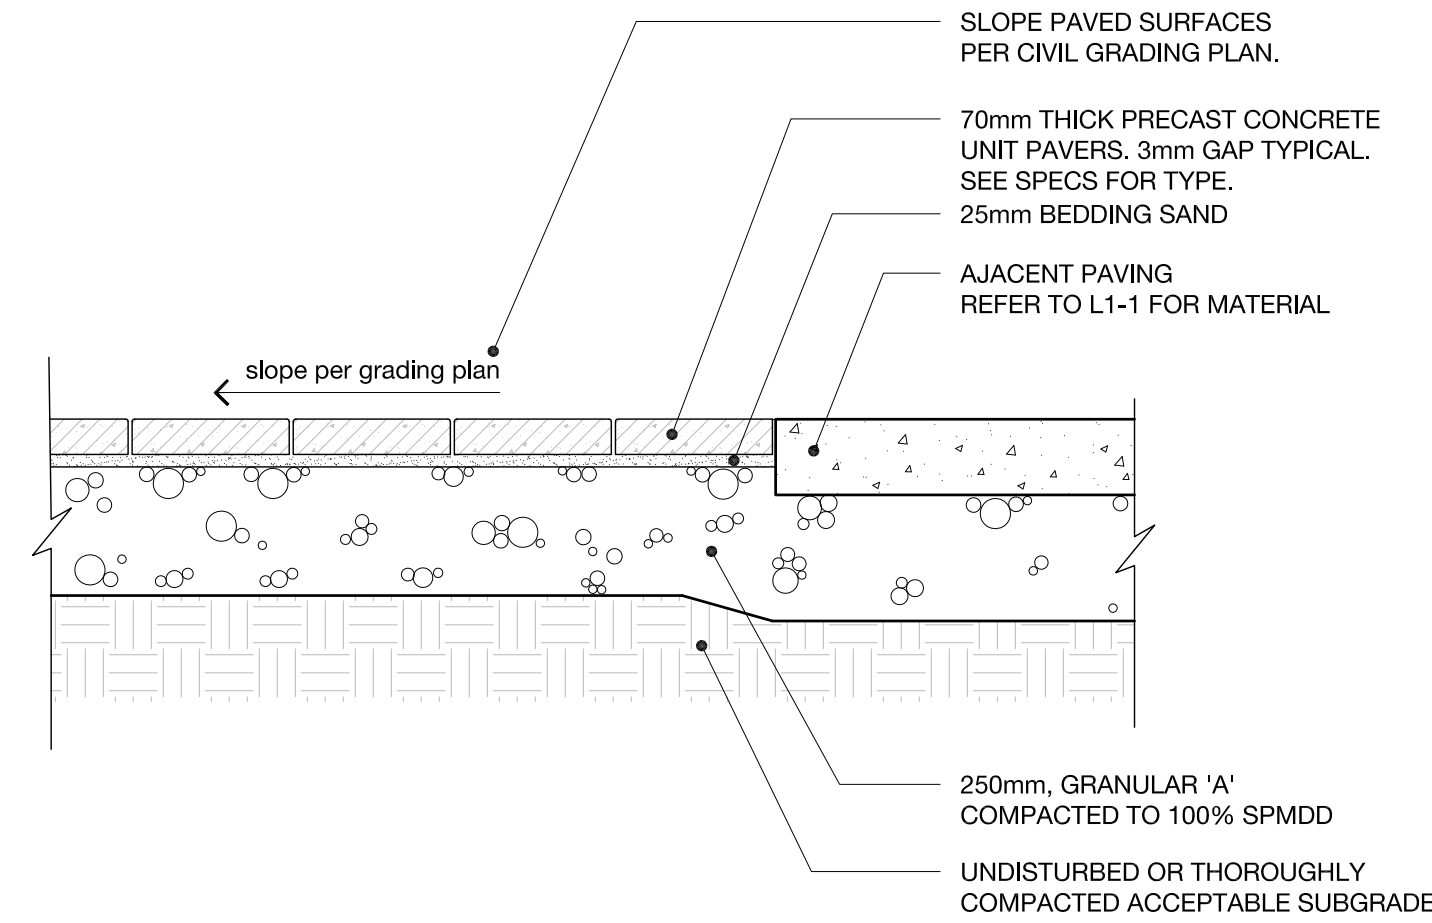 SLOPE PAVED SURFACES
PER CIVIL GRADING PLAN.
70mm THICK PRECAST CONCRETE
UNIT PAVERS. 3mm GAP TYPICAL.
SEE SPECS FOR TYPE.
25mm BEDDING SAND
AJACENT PAVING
REFER TO L1-1 FOR MATERIAL
slope per grading plan
250mm, GRANULAR 'A'
COMPACTED TO 100% SPMDD
UNDISTURBED OR THOROUGHLY
COMPACTED ACCEPTABLE SUBGRADE